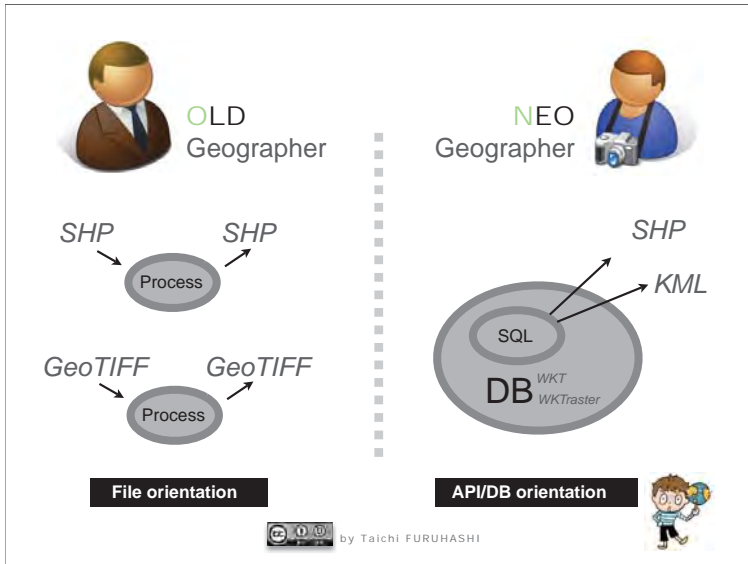 OLD
Geographer
SHP
SHP
Process
GeoTIFF
GeoTIFF
Process
File orientation
NEO
Geographer
SHP
KML
SQL
DB
WKT
WKTraster
API/DB orientation
by Taichi FURUHASHI